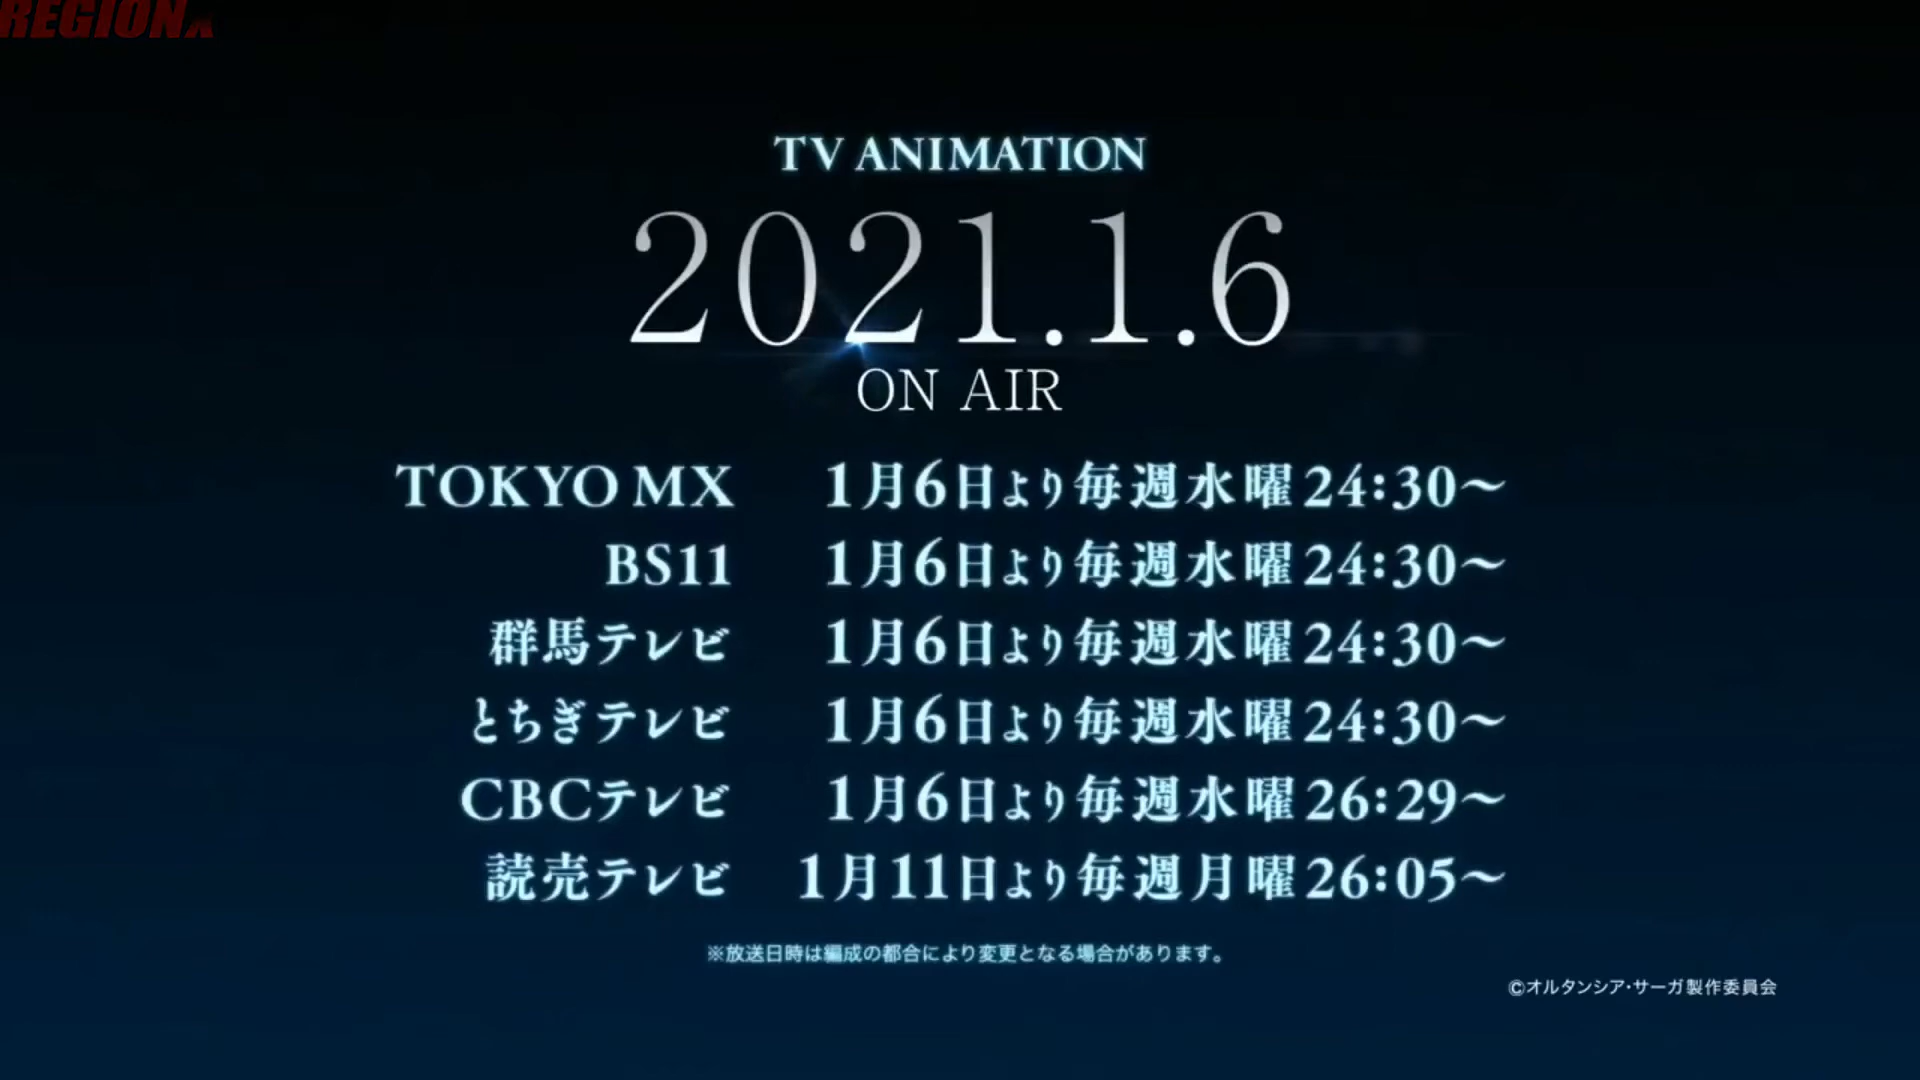 REGIONX
TV ANIMATION
2021.1.6
ON AIR
TOKYO MX 1月6日より毎週水曜24:30～
BS11 1月6日より毎週水曜24:30～
群馬テレビ 1月6日より毎週水曜24:30～
とちぎテレビ 1月6日より毎週水曜24:30～
CBCテレビ 1月6日より毎週水曜26:29～
読売テレビ 1月11日より毎週月曜26:05～
※放送日時は編成の都合により変更となる場合があります。
©オルタンシア・サーガ製作委員会